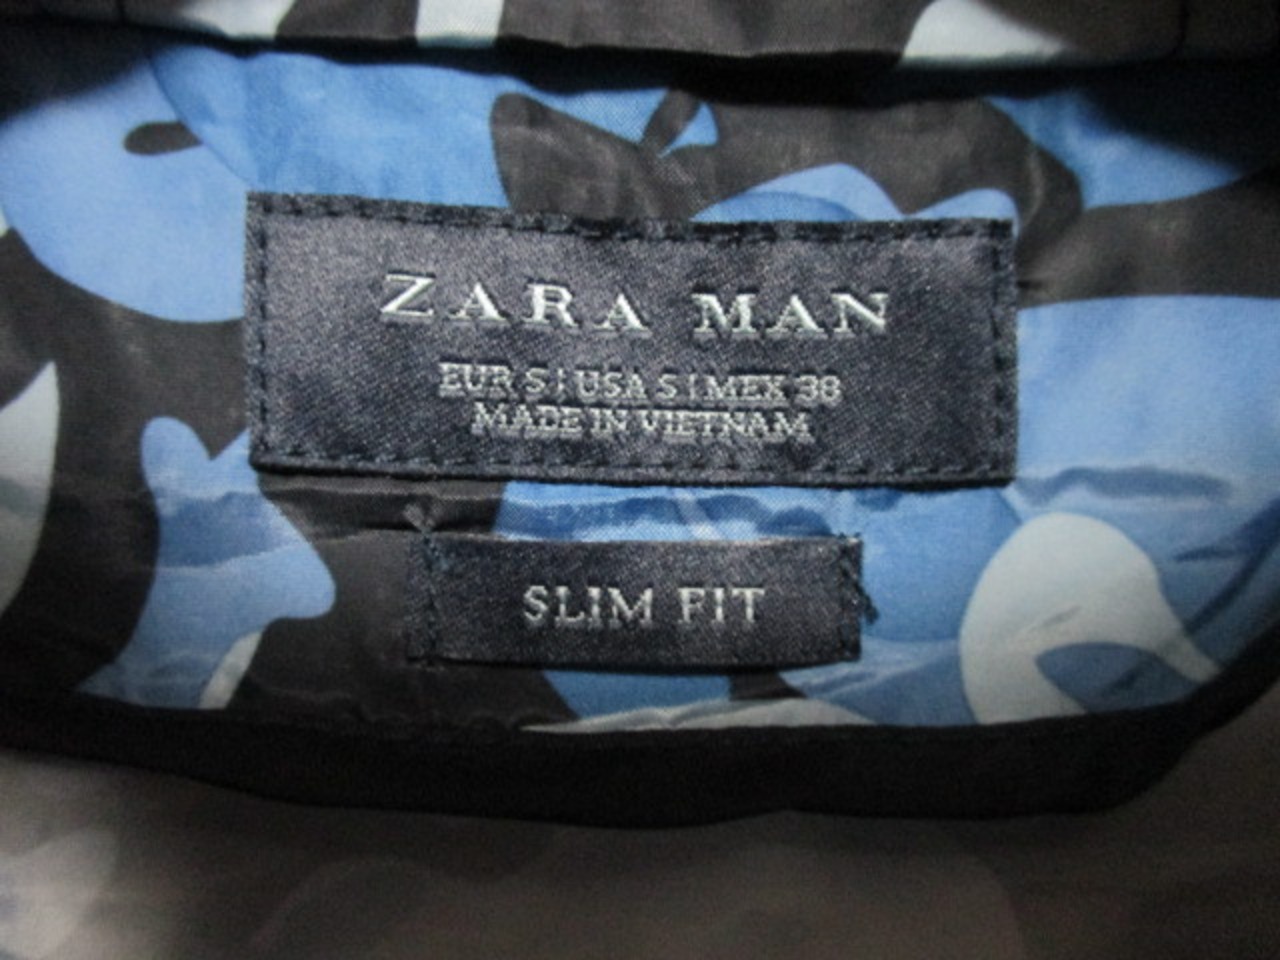 ZARA MAN
EUR S | USA S | MEX 38
MADE IN VIETNAM
SLIM FIT